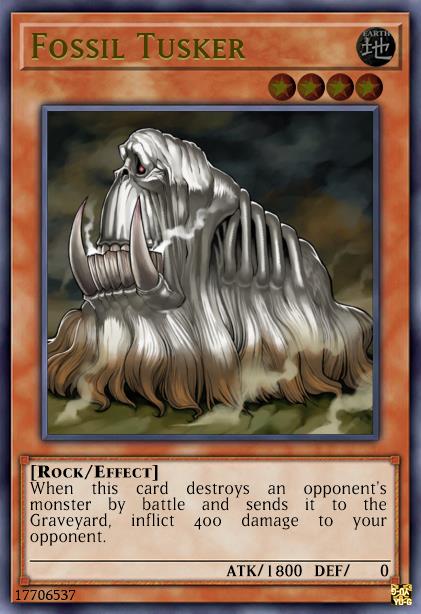 Fossil Tusker
EARTH
地
[Rock/Effect]
When this card destroys an opponent's
monster by battle and sends it to the
Graveyard, inflict 400 damage to your
opponent.
ATK/1800 DEF/ 0
17706537